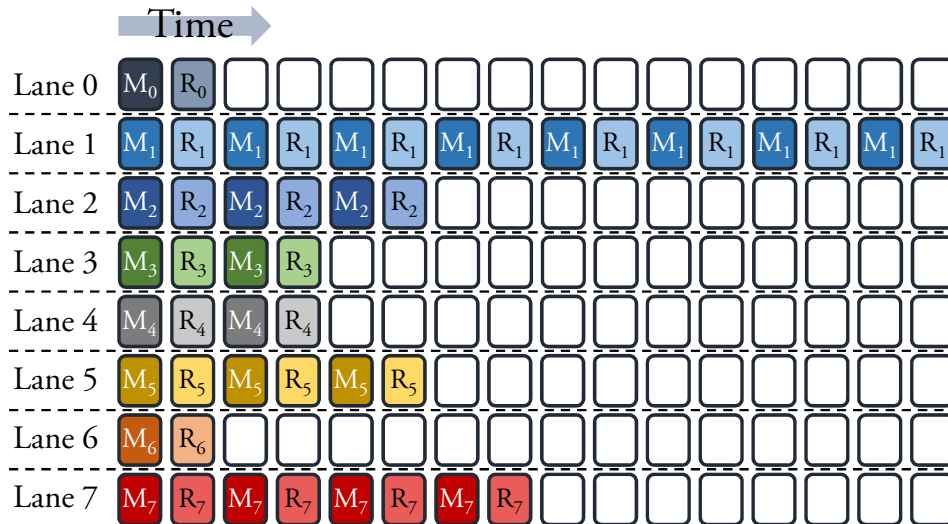 Time
Lane 0 M₀ R₀
Lane 1 M₁ R₁ M₁ R₁ M₁ R₁ M₁ R₁ M₁ R₁ M₁ R₁ M₁ R₁ M₁ R₁
Lane 2 M₂ R₂ M₂ R₂ M₂ R₂
Lane 3 M₃ R₃ M₃ R₃
Lane 4 M₄ R₄ M₄ R₄
Lane 5 M₅ R₅ M₅ R₅ M₅ R₅
Lane 6 M₆ R₆
Lane 7 M₇ R₇ M₇ R₇ M₇ R₇ M₇ R₇